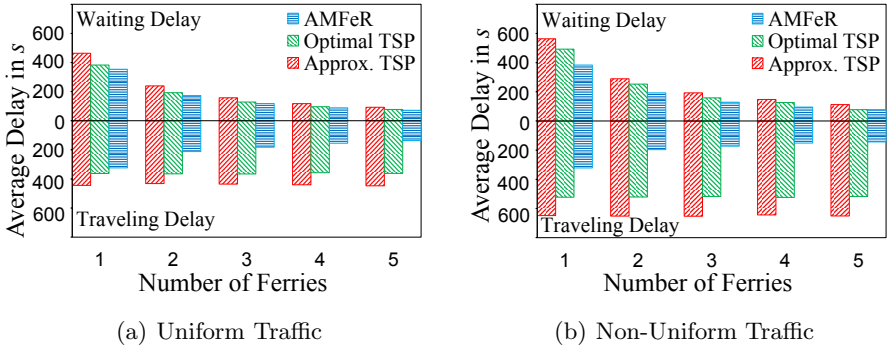 Waiting Delay
AMFeR
Optimal TSP
Approx. TSP
600
400
200
0
200
400
600
Average Delay in s
Traveling Delay
1 2 3 4 5
Number of Ferries
(a) Uniform Traffic
Waiting Delay
AMFeR
Optimal TSP
Approx. TSP
600
400
200
0
200
400
600
Average Delay in s
Traveling Delay
1 2 3 4 5
Number of Ferries
(b) Non-Uniform Traffic